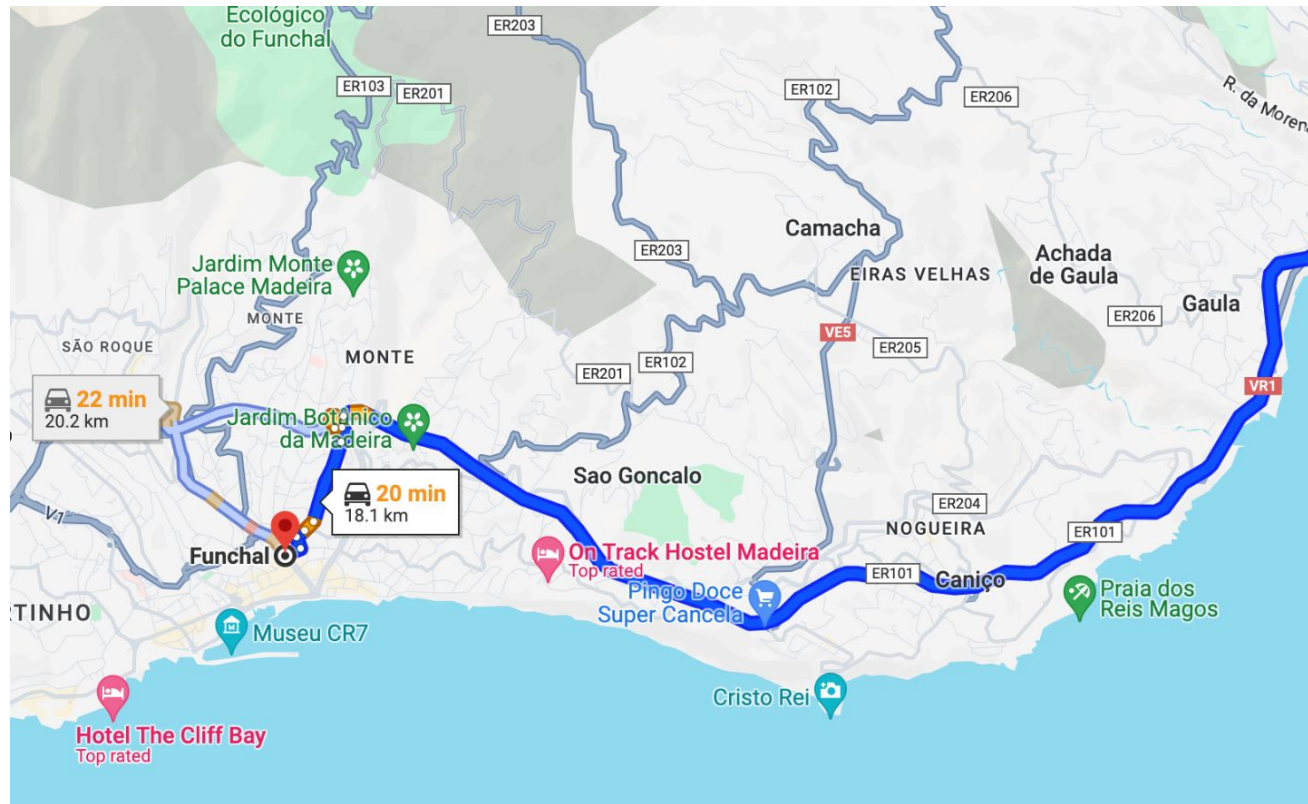 Ecológico
do Funchal
ER203
ER103
ER201
ER102
ER206
R. da Moren
Camacha
ER203
EIRAS VELHAS
Achada
de Gaula
Jardim Monte
Palace Madeira
MONTE
Gaula
ER206
SÃO ROQUE
MONTE
VE5
ER205
ER201
ER102
VR1
22 min
20.2 km
Jardim Botânico
da Madeira
Sao Goncalo
20 min
18.1 km
ER204
NOGUEIRA
V1
ER101
Funchal
On Track Hostel Madeira
Top rated
ER101
Caniço
Pingo Doce
Super Cancela
Praia dos
Reis Magos
RTINHO
Museu CR7
Cristo Rei
Hotel The Cliff Bay
Top rated